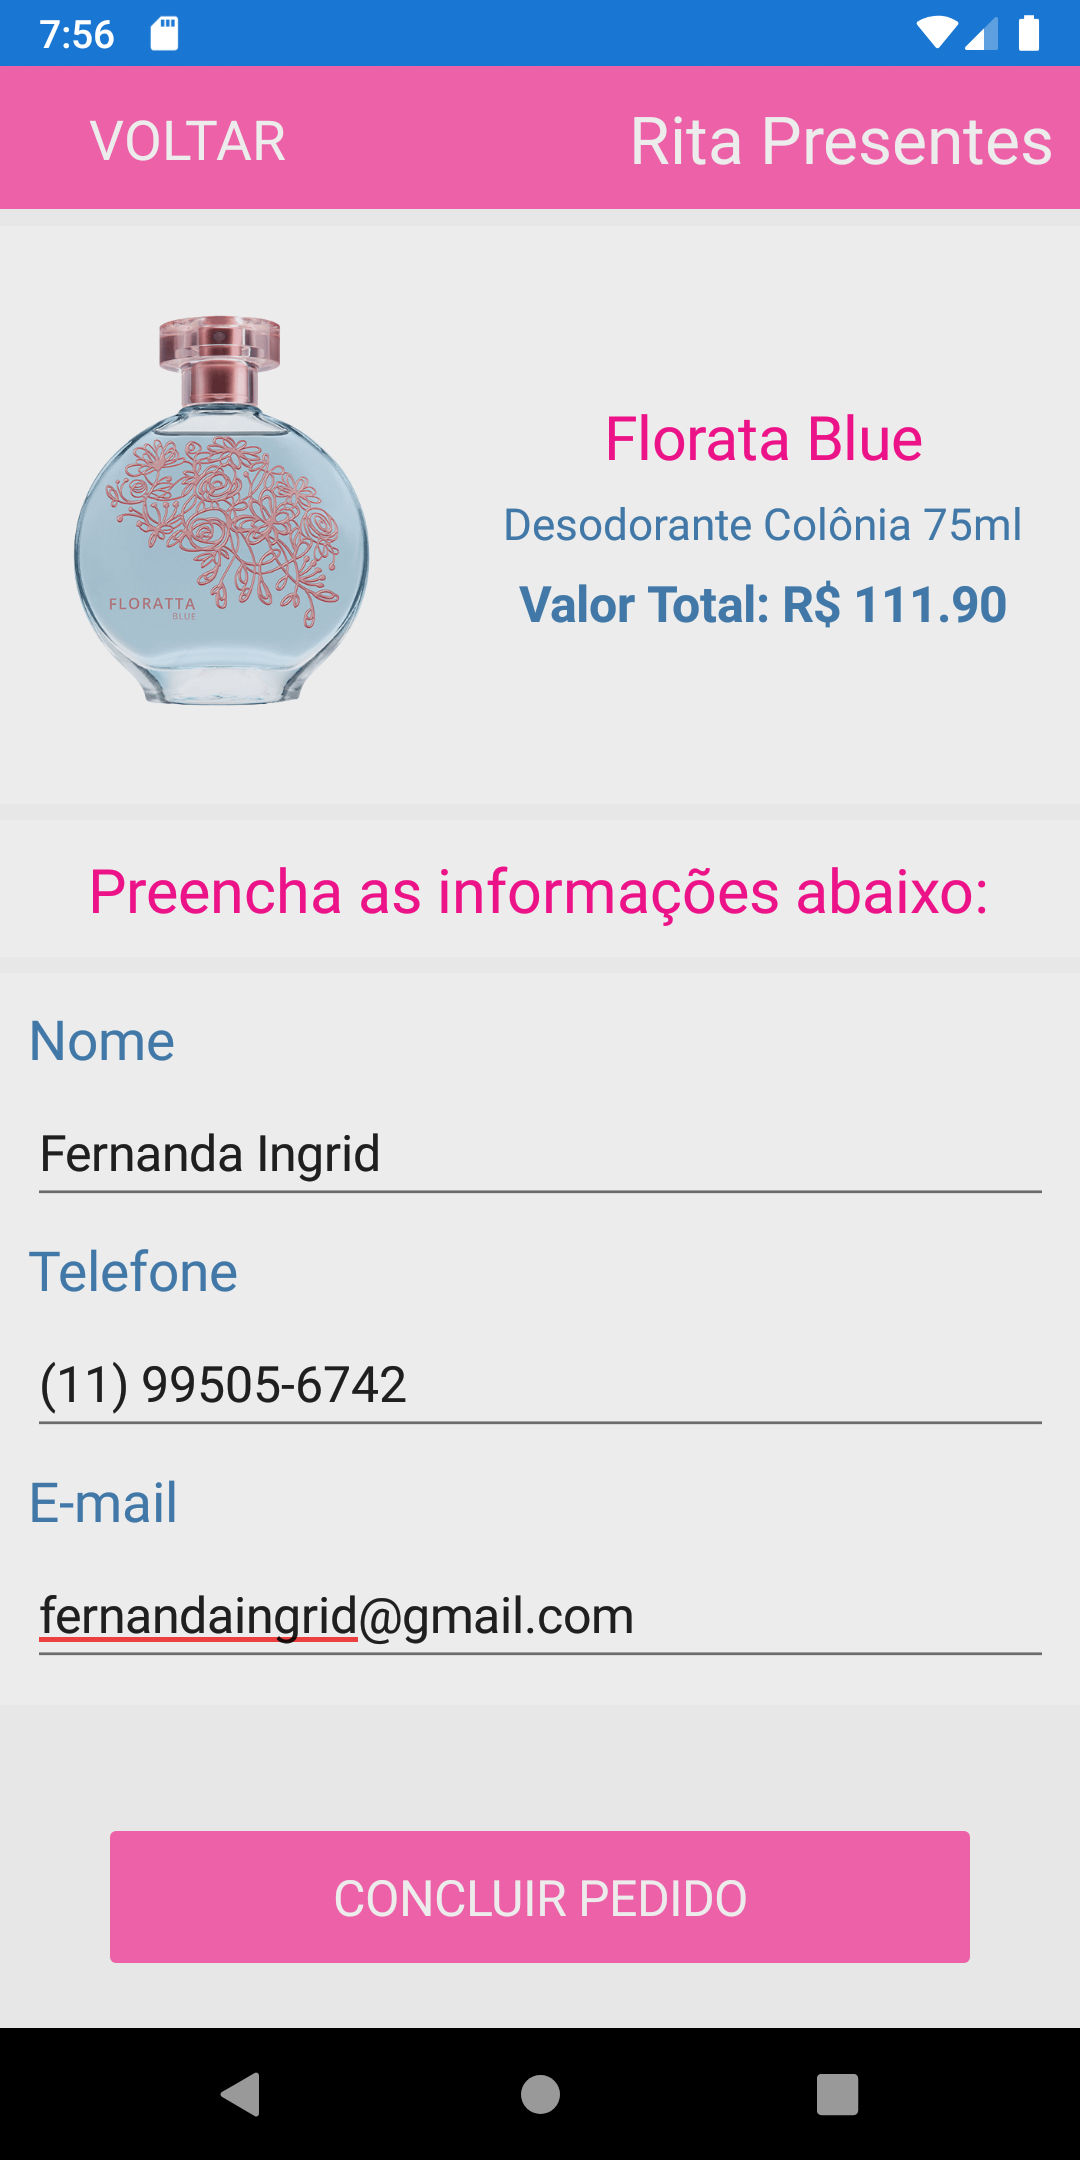 7:56
VOLTAR
Rita Presentes
FLORATTA
BLUE
Florata Blue
Desodorante Colônia 75ml
Valor Total: R$ 111.90
Preencha as informações abaixo:
Nome
Fernanda Ingrid
Telefone
(11) 99505-6742
E-mail
fernandaingrid@gmail.com
CONCLUIR PEDIDO